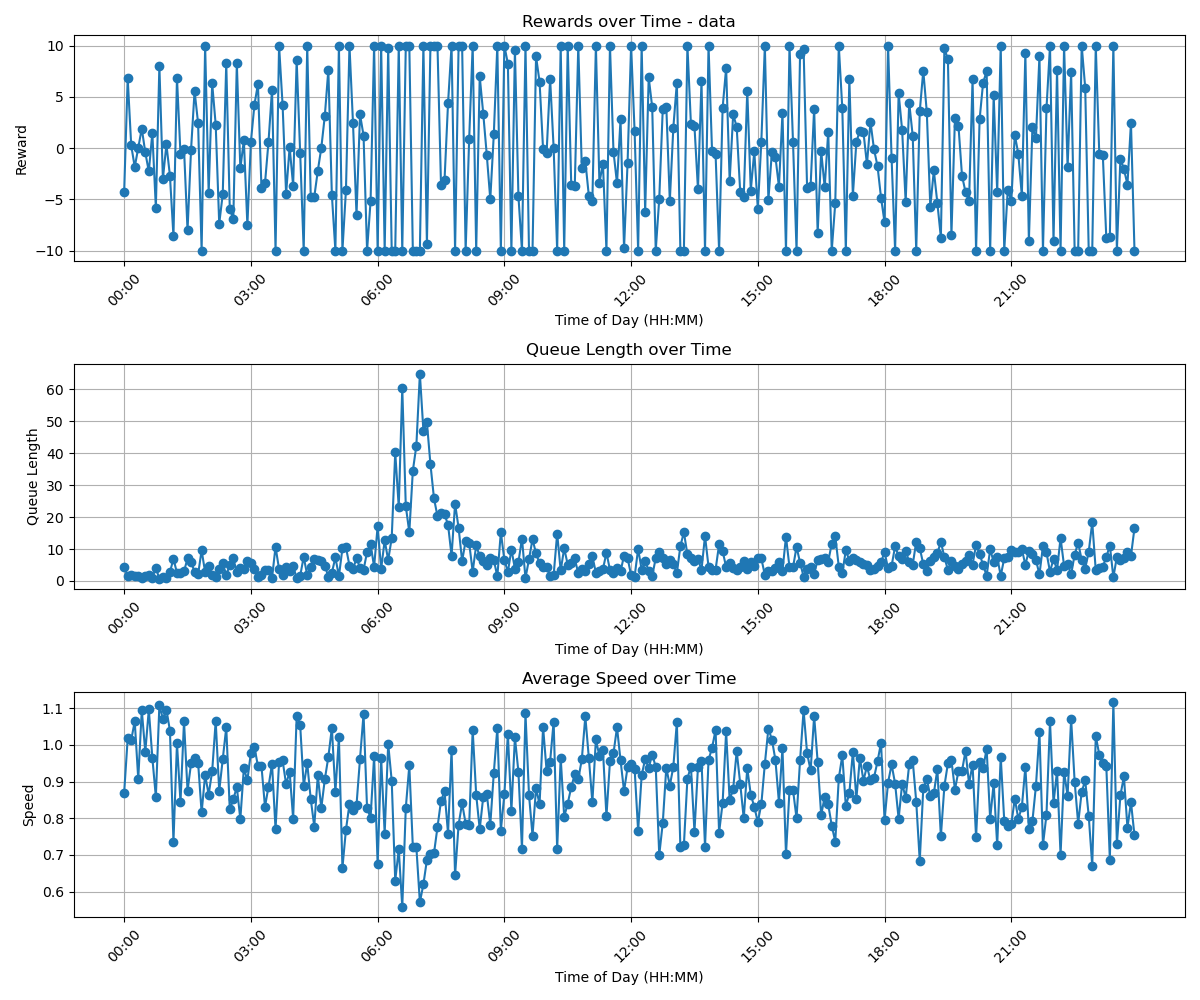 Rewards over Time - data
Reward
10
5
0
−5
−10
00:00 03:00 06:00 09:00 12:00 15:00 18:00 21:00
Time of Day (HH:MM)
Queue Length over Time
Queue Length
60
50
40
30
20
10
0
00:00 03:00 06:00 09:00 12:00 15:00 18:00 21:00
Time of Day (HH:MM)
Average Speed over Time
Speed
1.1
1.0
0.9
0.8
0.7
0.6
00:00 03:00 06:00 09:00 12:00 15:00 18:00 21:00
Time of Day (HH:MM)